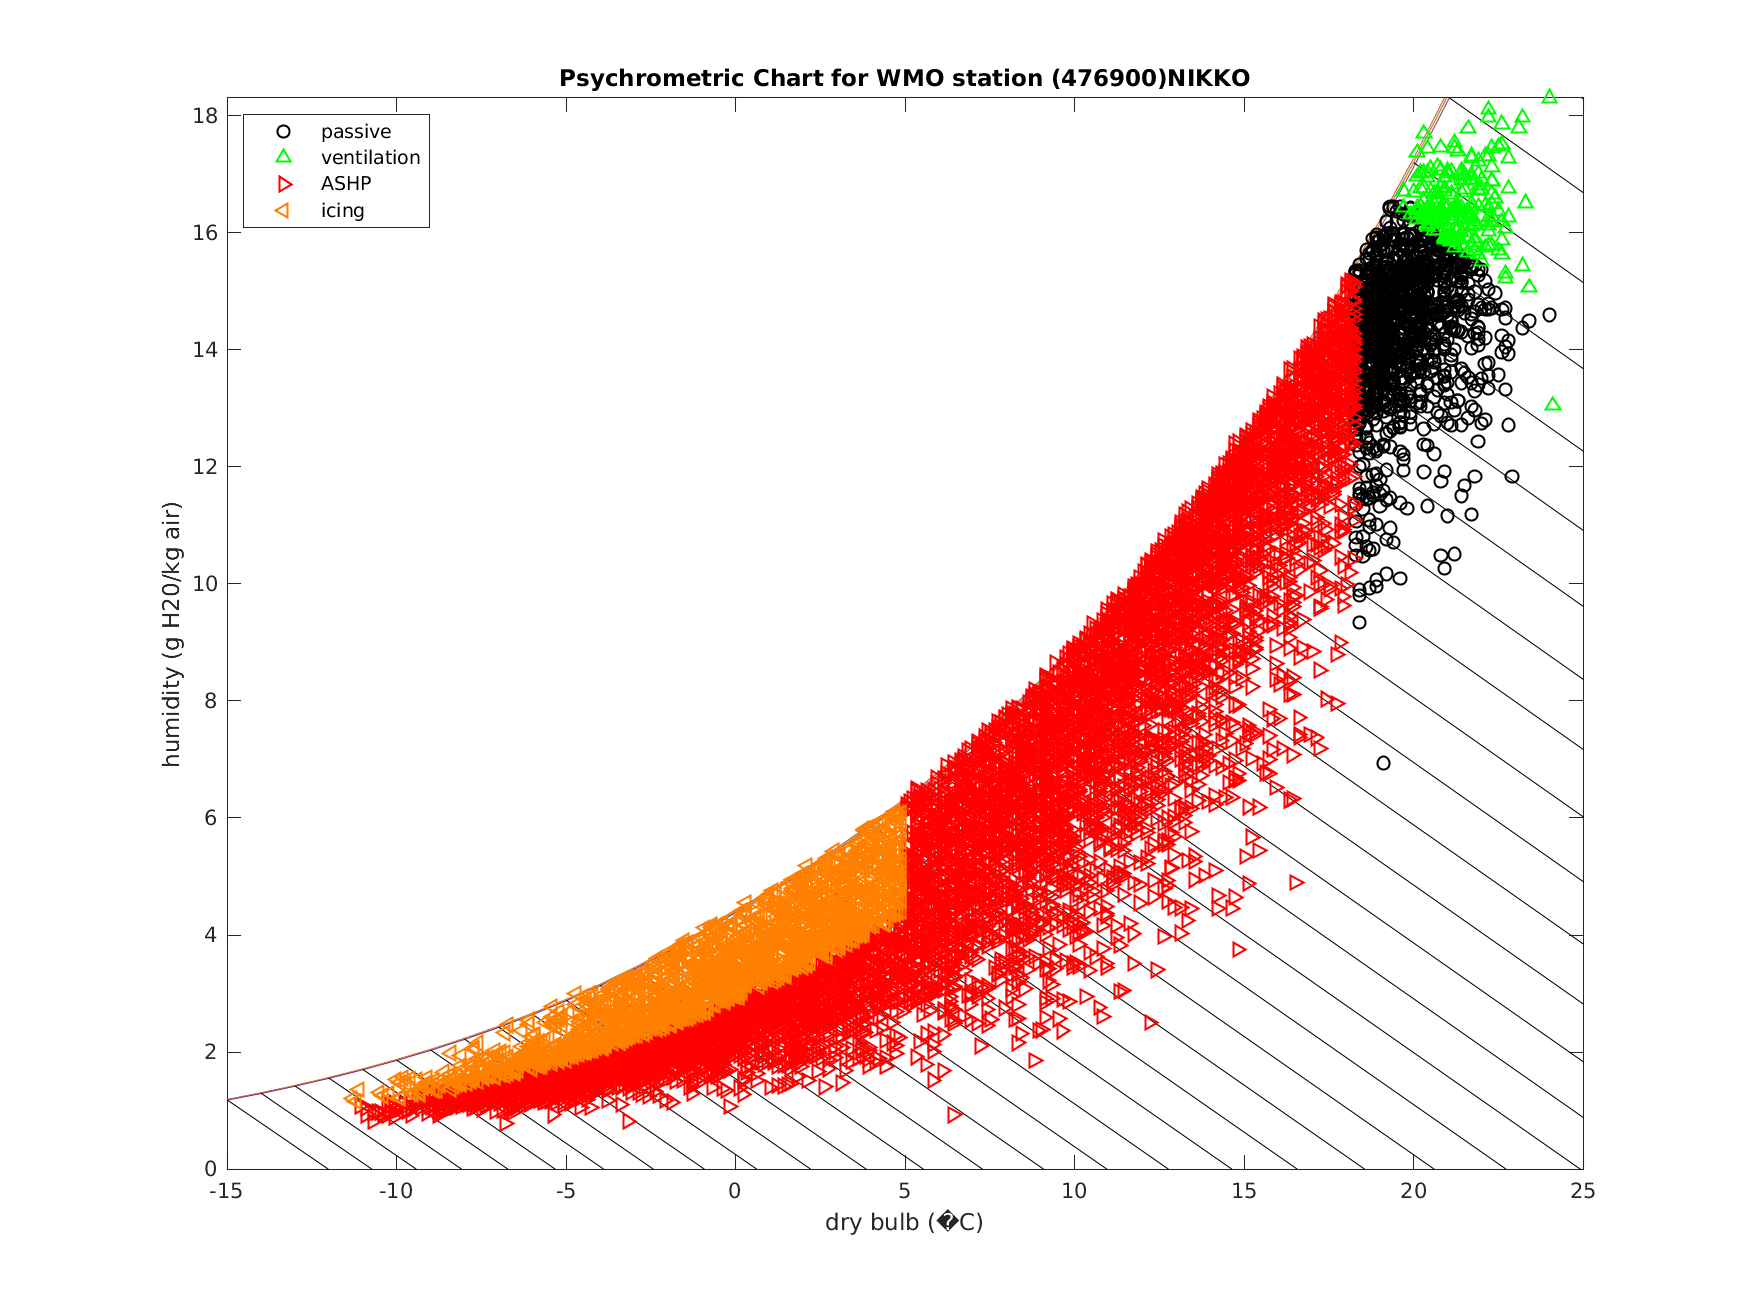 Psychrometric Chart for WMO station (476900)NIKKO
passive
ventilation
ASHP
icing
humidity (g H20/kg air)
18
16
14
12
10
8
6
4
2
0
-15 -10 -5 0 5 10 15 20 25
dry bulb (�C)